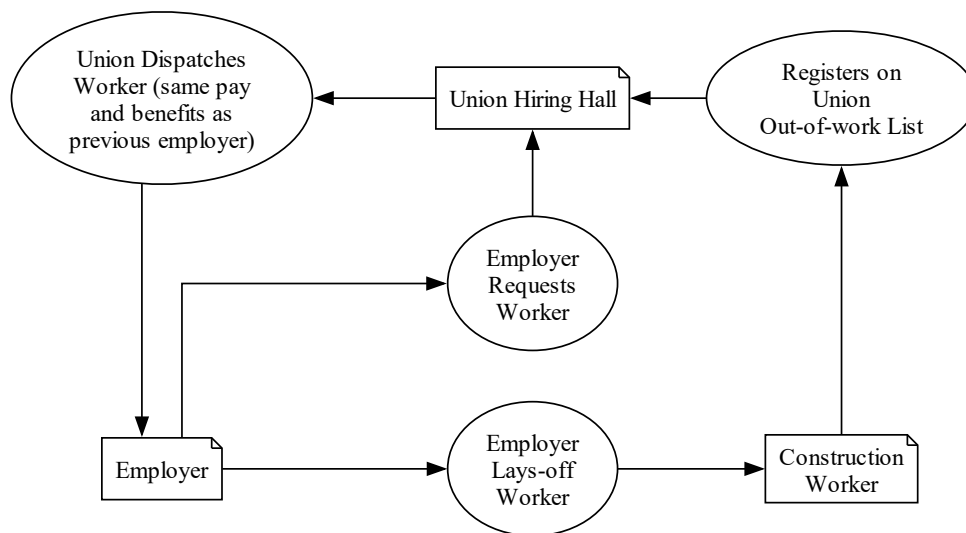 Union Dispatches
Worker (same pay
and benefits as
previous employer)
Union Hiring Hall
Registers on
Union
Out-of-work List
Employer
Requests
Worker
Employer
Employer
Lays-off
Worker
Construction
Worker